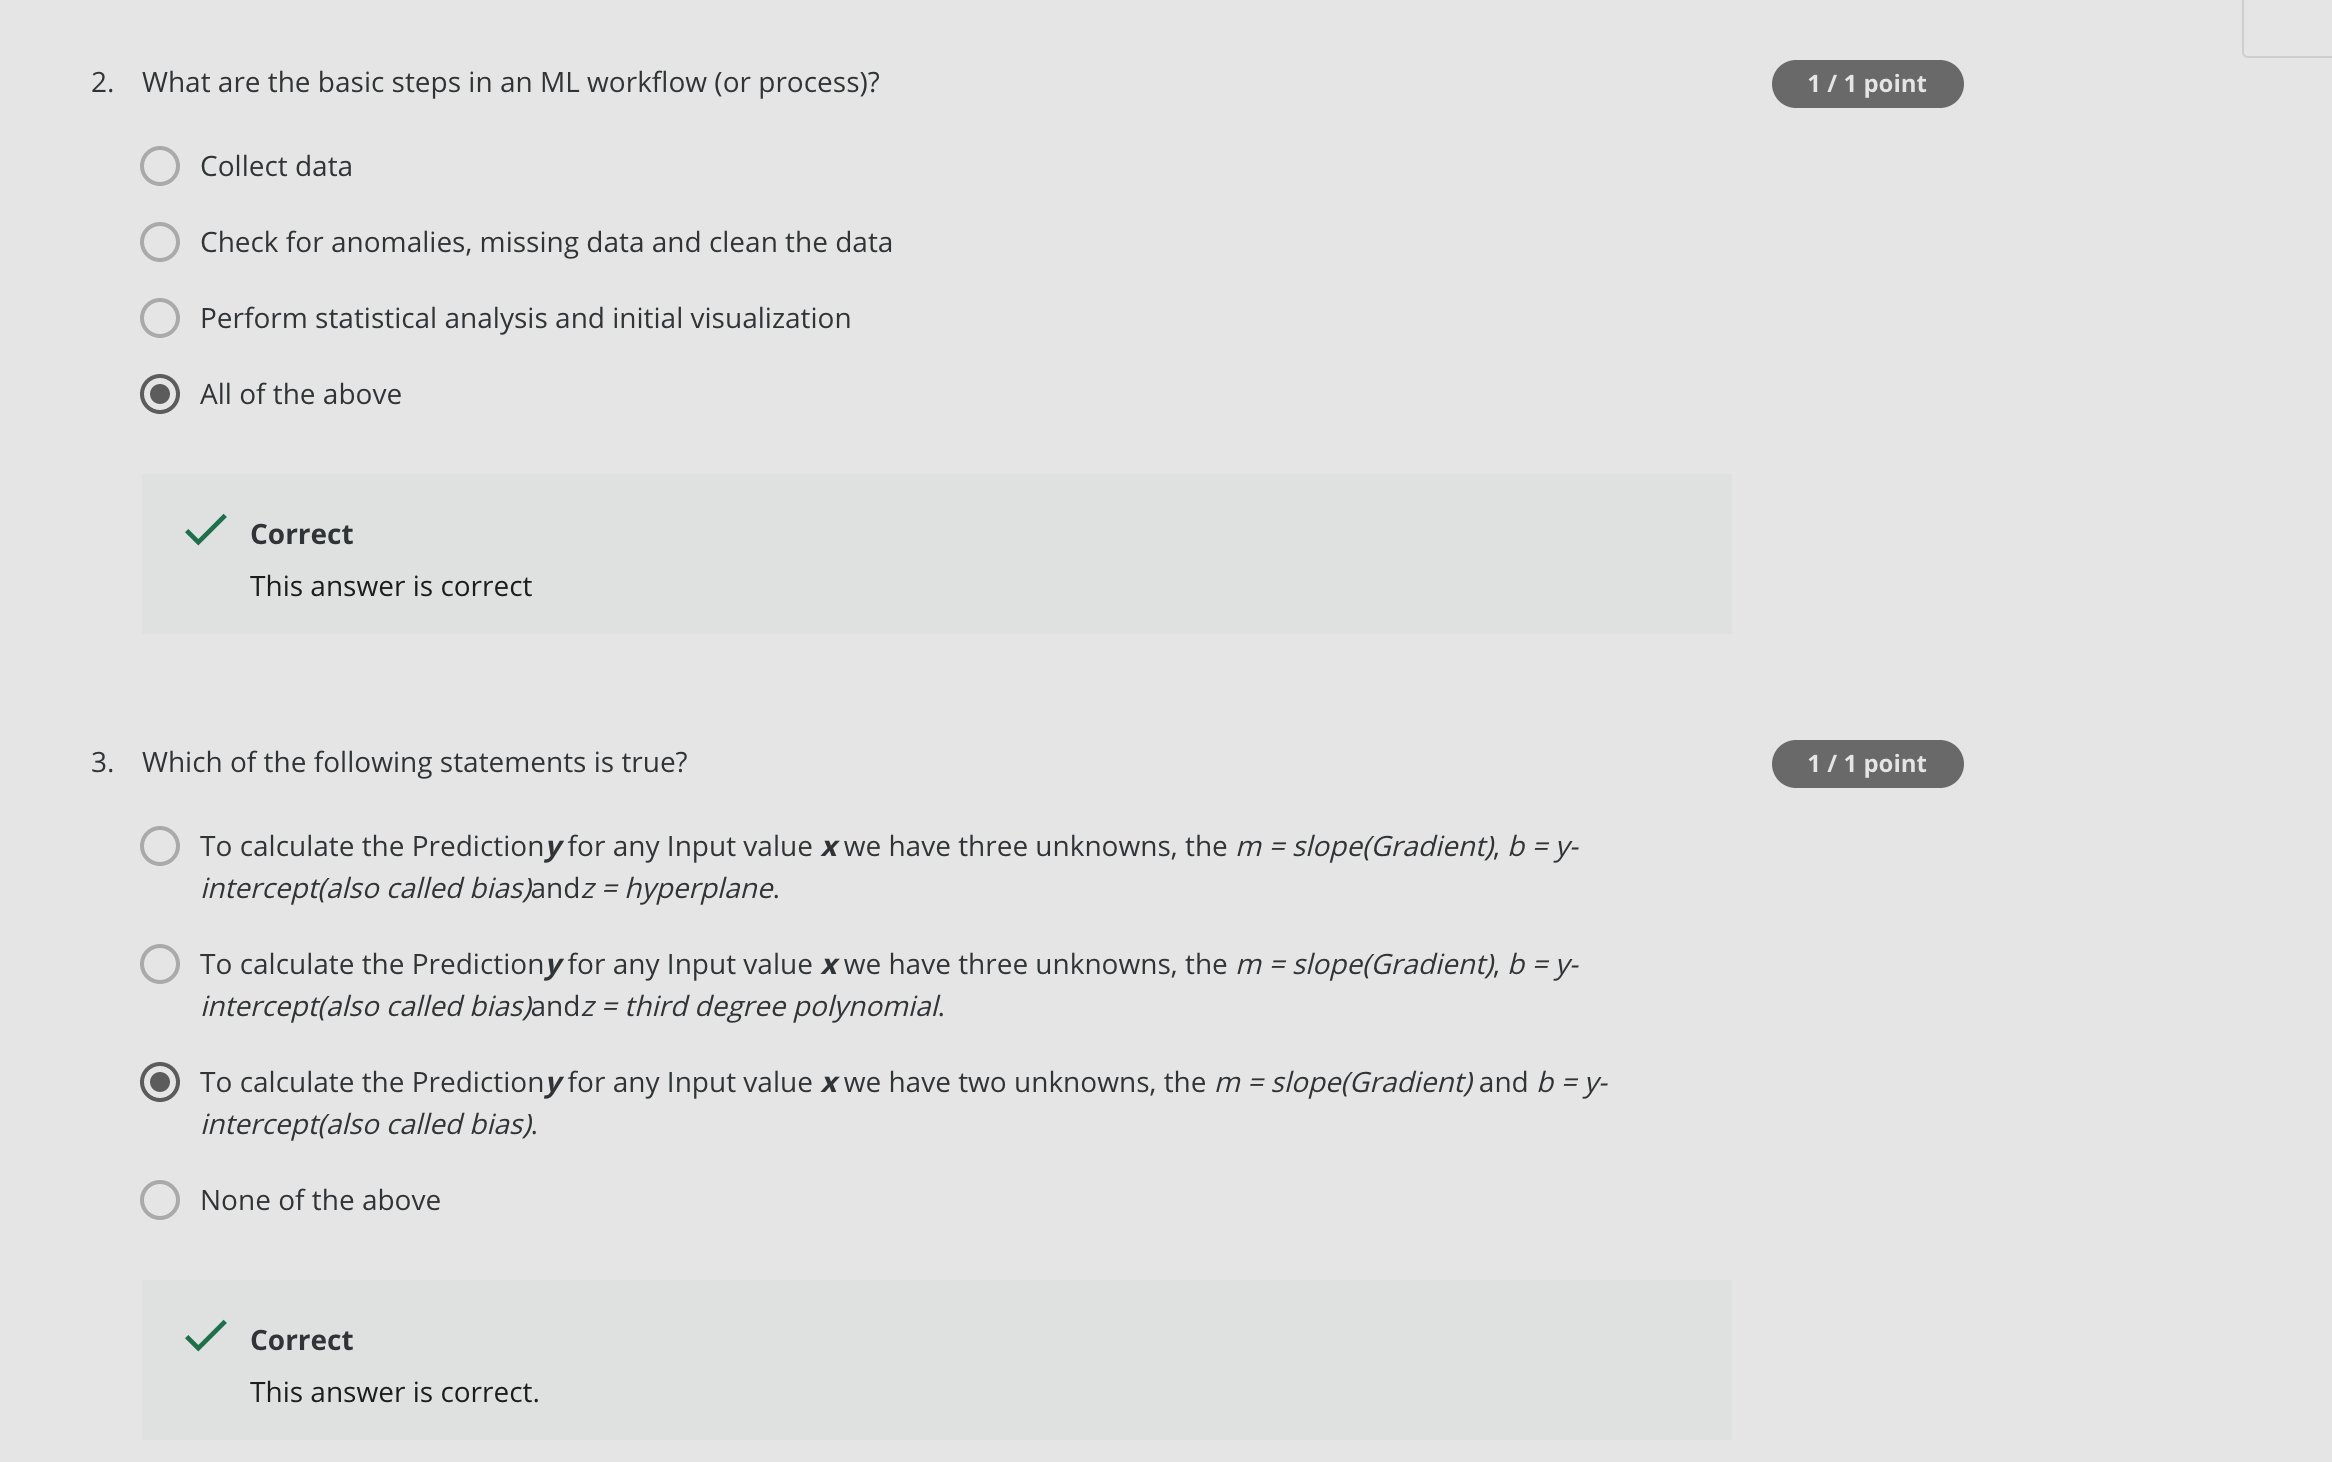 2. What are the basic steps in an ML workflow (or process)?
1 / 1 point
Collect data
Check for anomalies, missing data and clean the data
Perform statistical analysis and initial visualization
All of the above
Correct
This answer is correct
3. Which of the following statements is true?
1 / 1 point
To calculate the Predictiony for any Input value x we have three unknowns, the m = slope(Gradient), b = y-
intercept(also called bias)andz = hyperplane.
To calculate the Predictiony for any Input value x we have three unknowns, the m = slope(Gradient), b = y-
intercept(also called bias)andz = third degree polynomial.
To calculate the Predictiony for any Input value x we have two unknowns, the m = slope(Gradient) and b = y-
intercept(also called bias).
None of the above
Correct
This answer is correct.